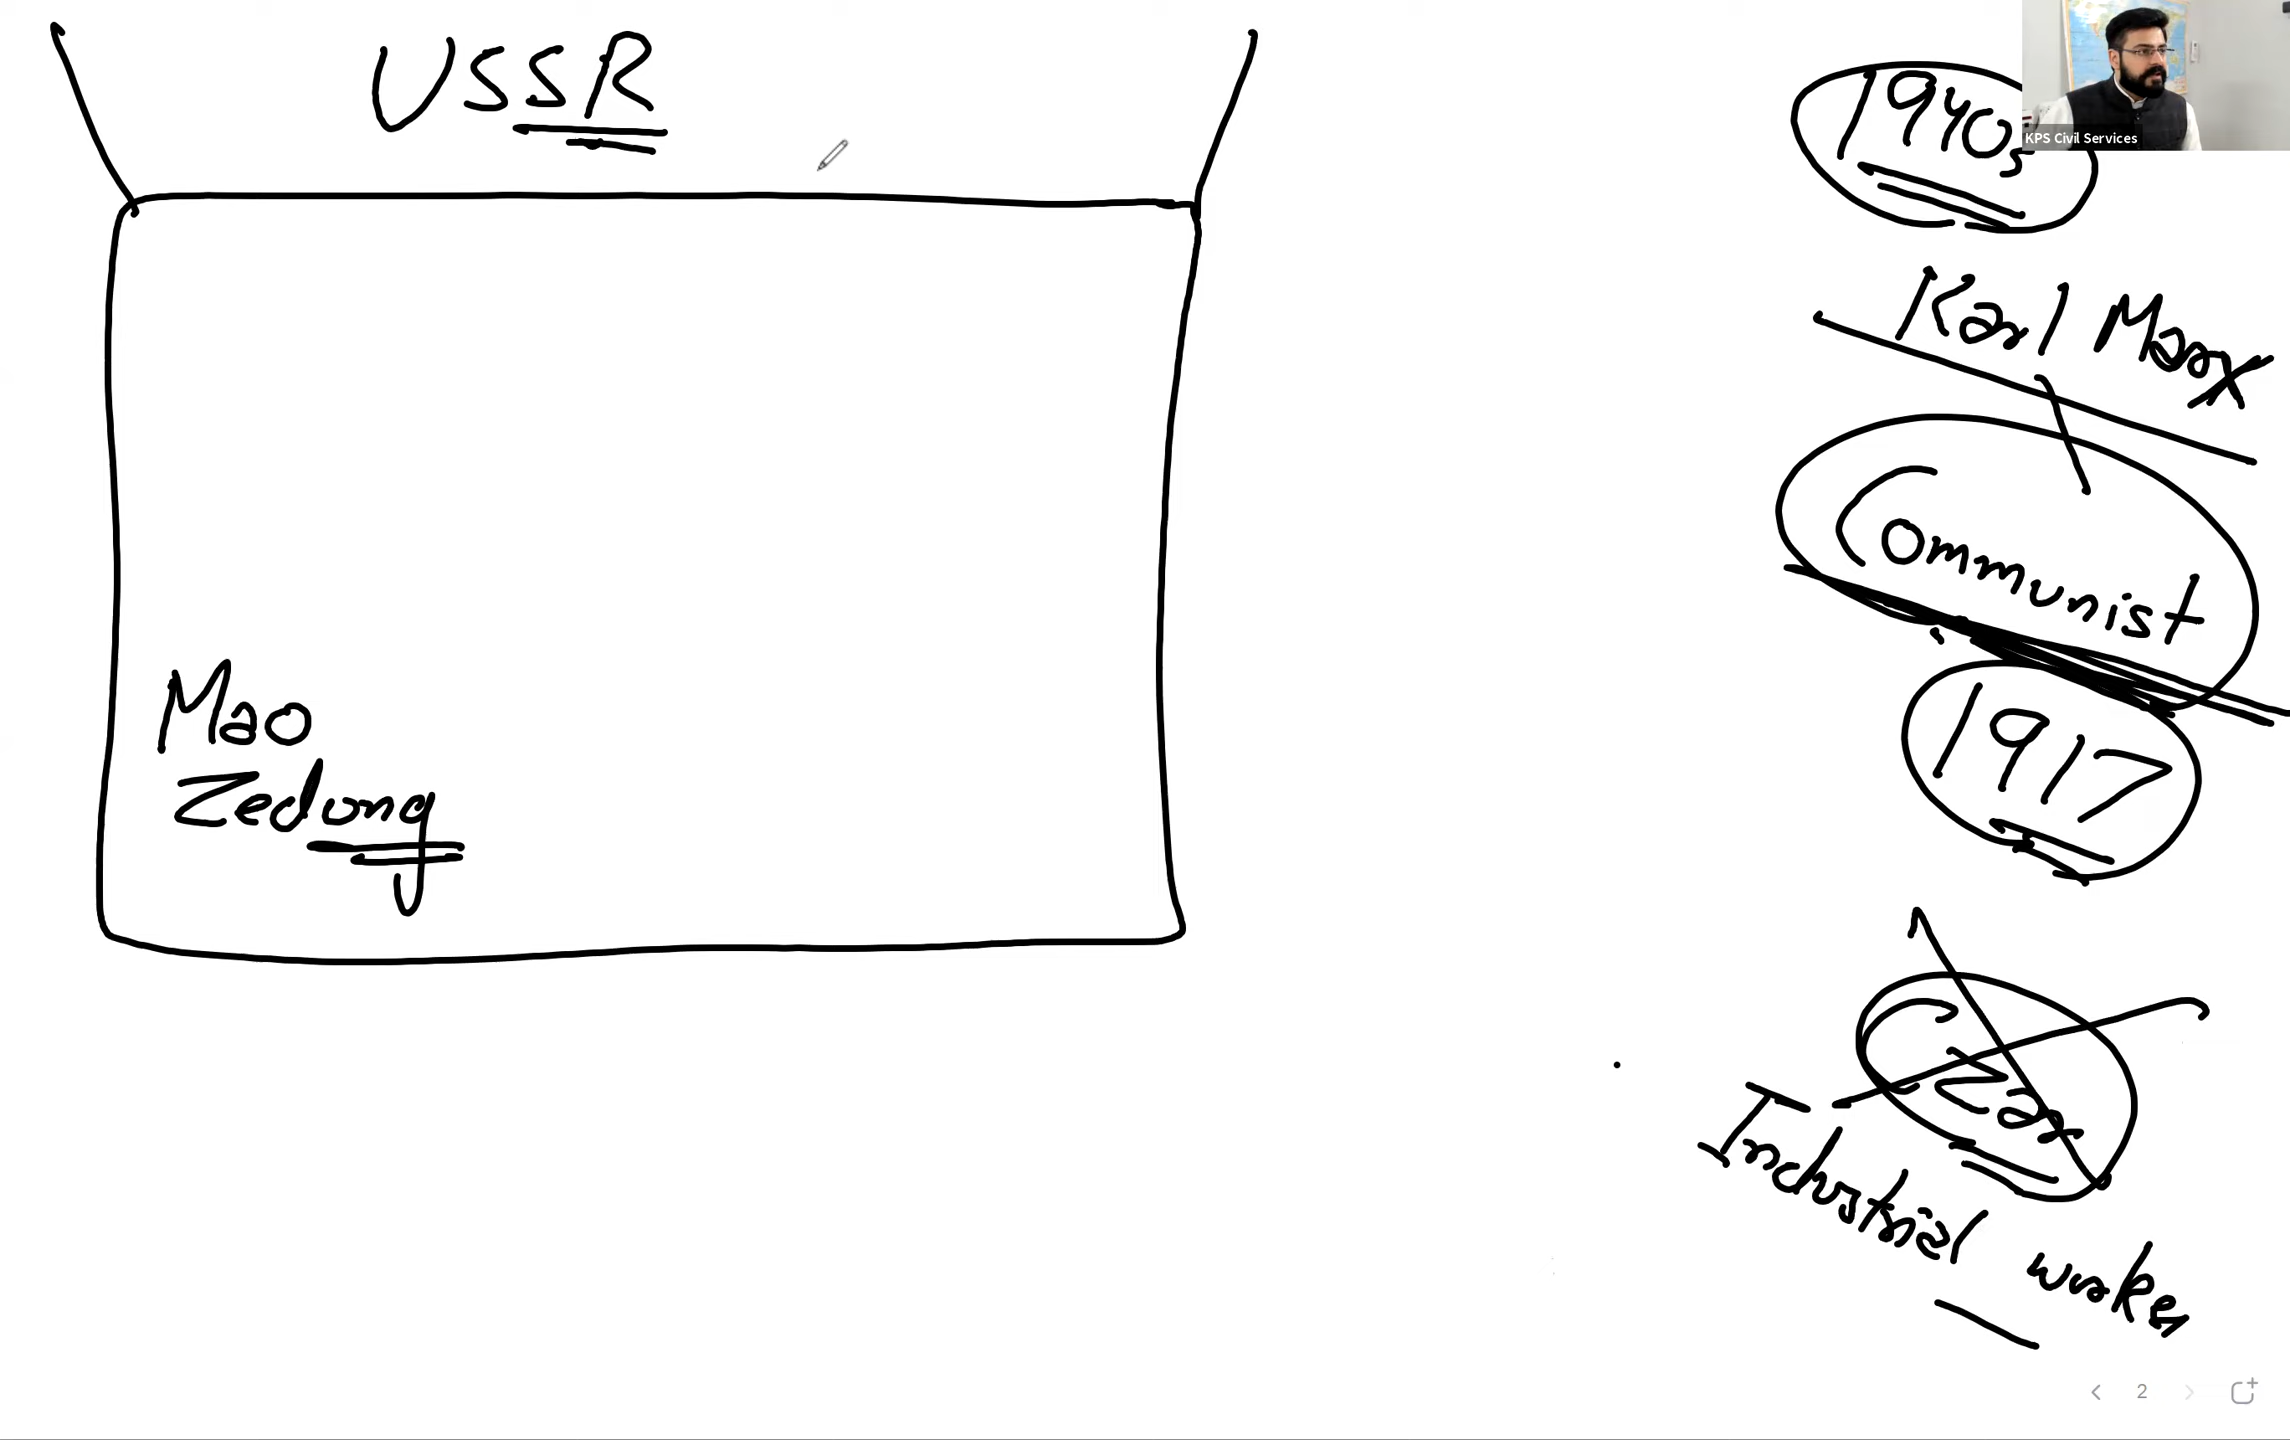 USSR
1940s
KPS Civil Services
Karl Marx
Communist
1917
Mao
Zedong
Czar
Industrial worker
2